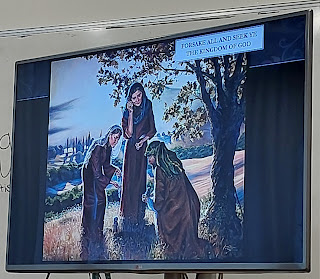 FORSAKE ALL AND SEEK YE
THE KINGDOM OF GOD